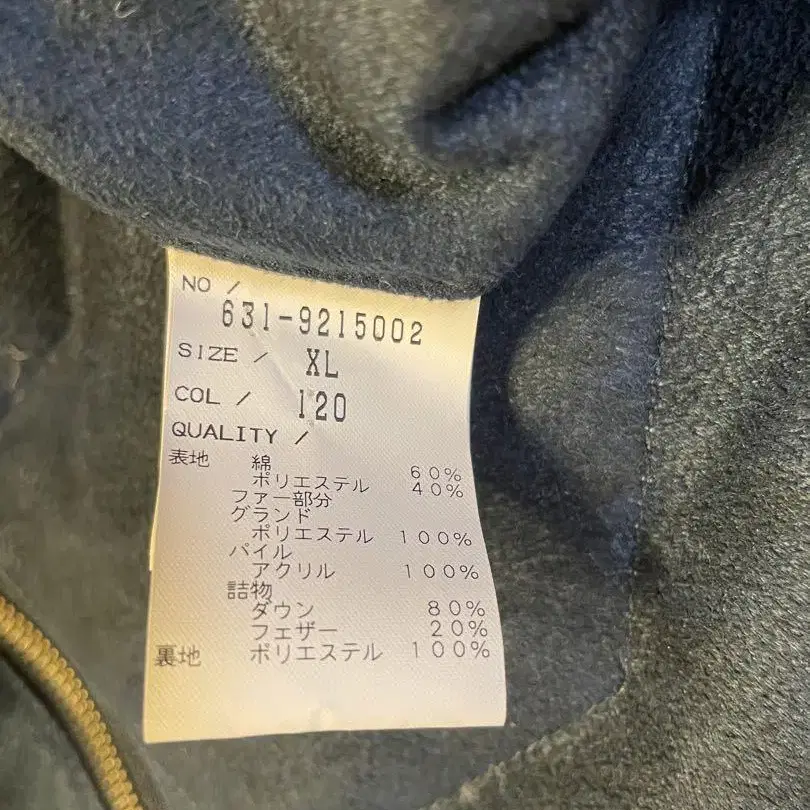 NO /
631-9215002
SIZE / XL
COL / 120
QUALITY /
表地 綿 60%
ポリエステル 40%
ファー部分
グランド
ポリエステル 100%
パイル
アクリル 100%
詰物
ダウン 80%
フェザー 20%
裏地 ポリエステル 100%